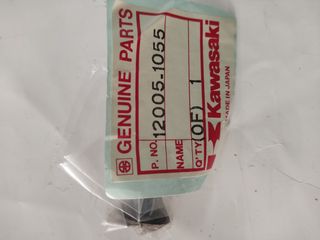 GENUINE PARTS
P. NO. 12005-1055
NAME
Q'TY (OF) 1
Kawasaki
MADE IN JAPAN